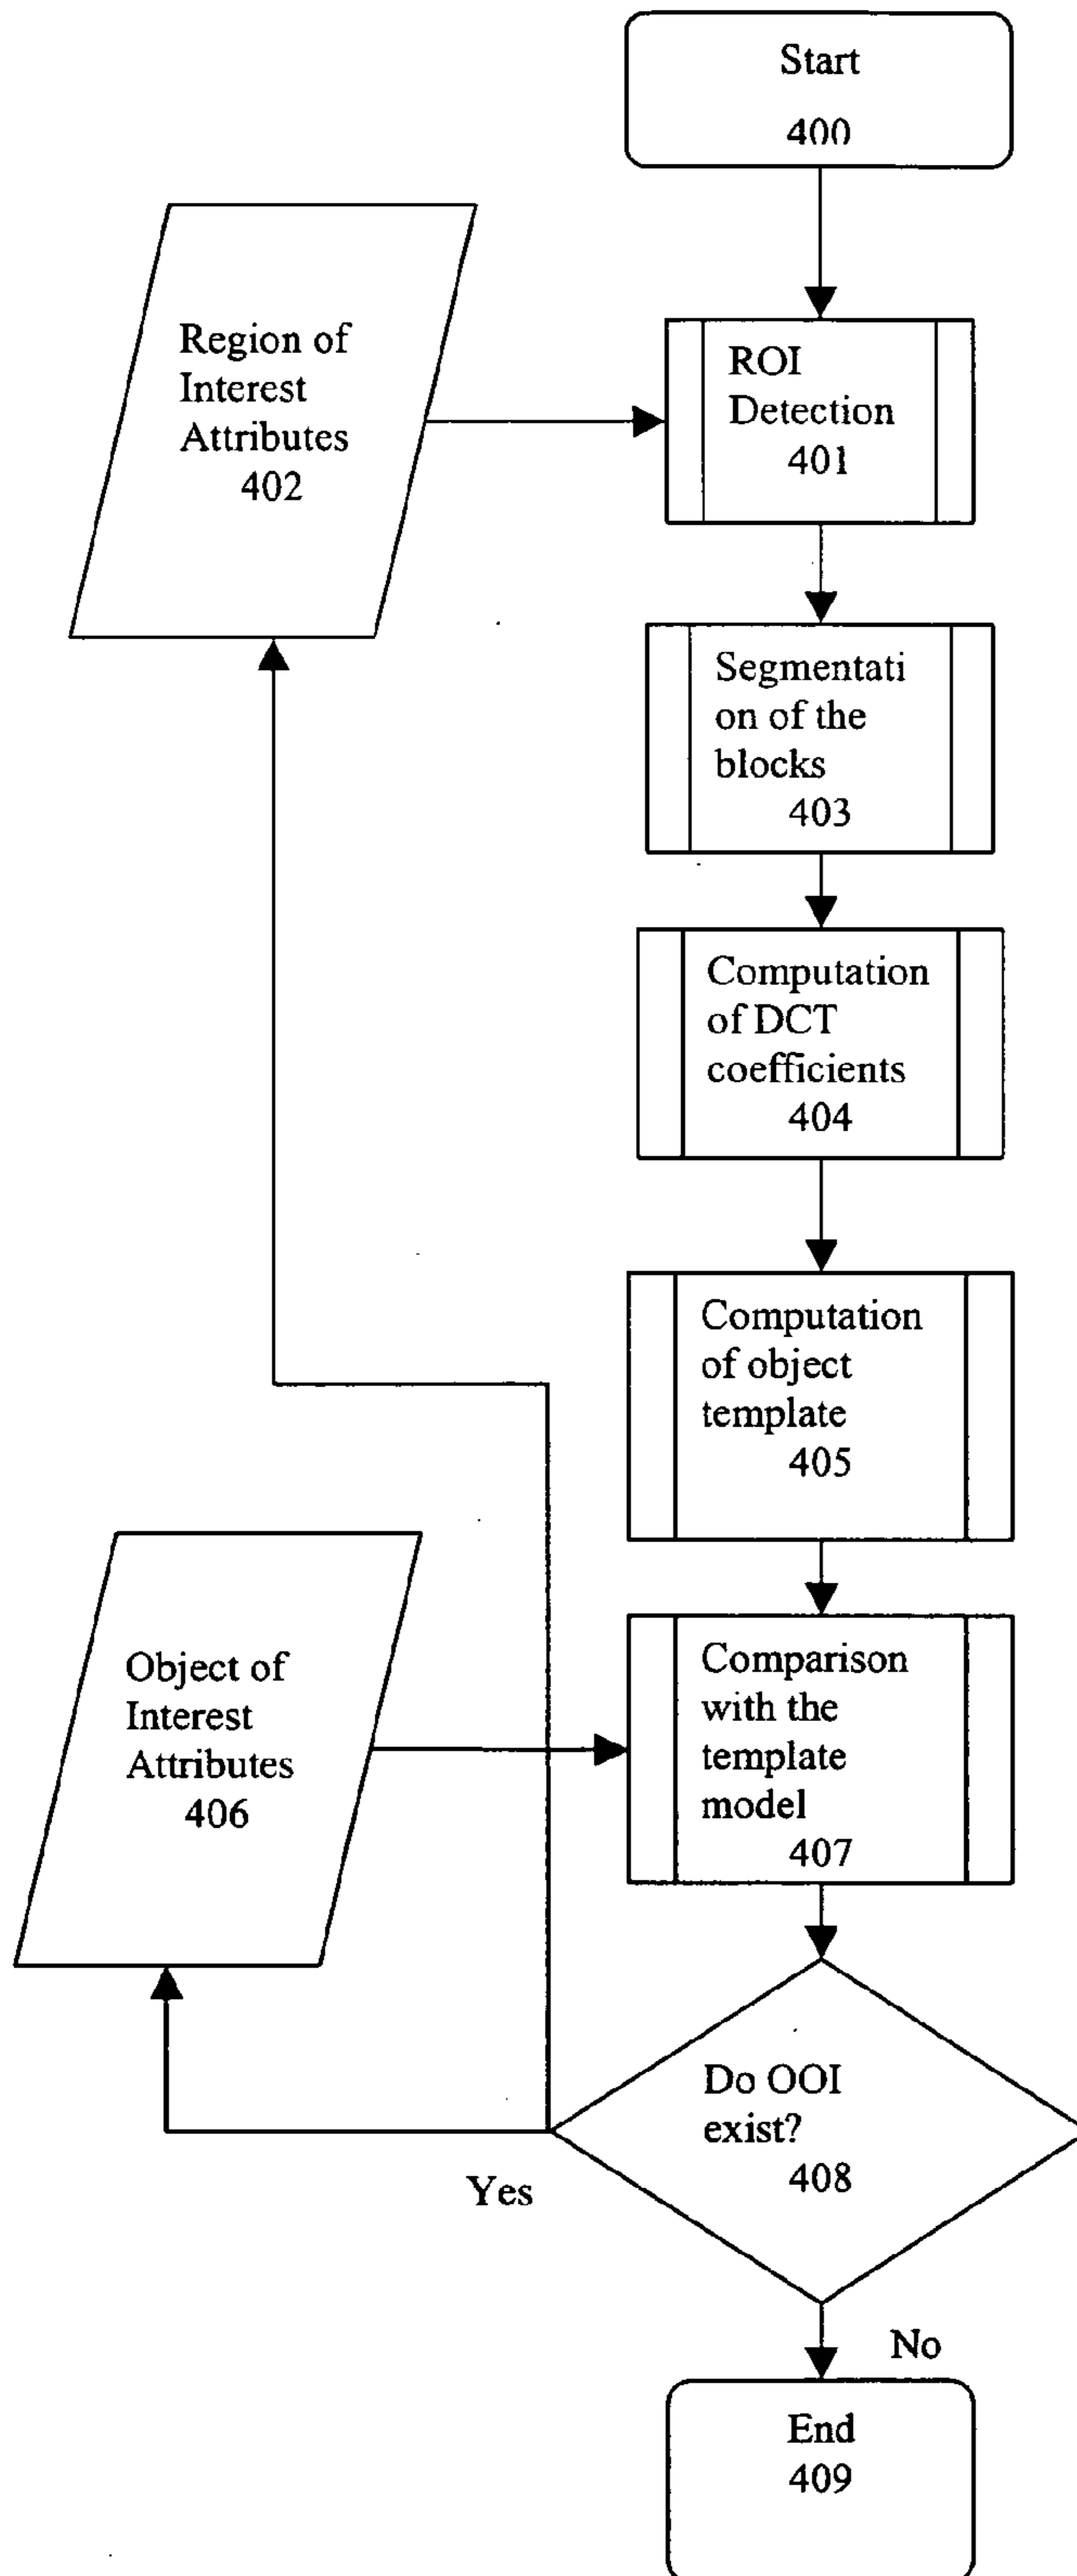 Start
400
Region of
Interest
Attributes
402
ROI
Detection
401
Segmentati
on of the
blocks
403
Computation
of DCT
coefficients
404
Computation
of object
template
405
Object of
Interest
Attributes
406
Comparison
with the
template
model
407
Do OOI
exist?
408
Yes
No
End
409